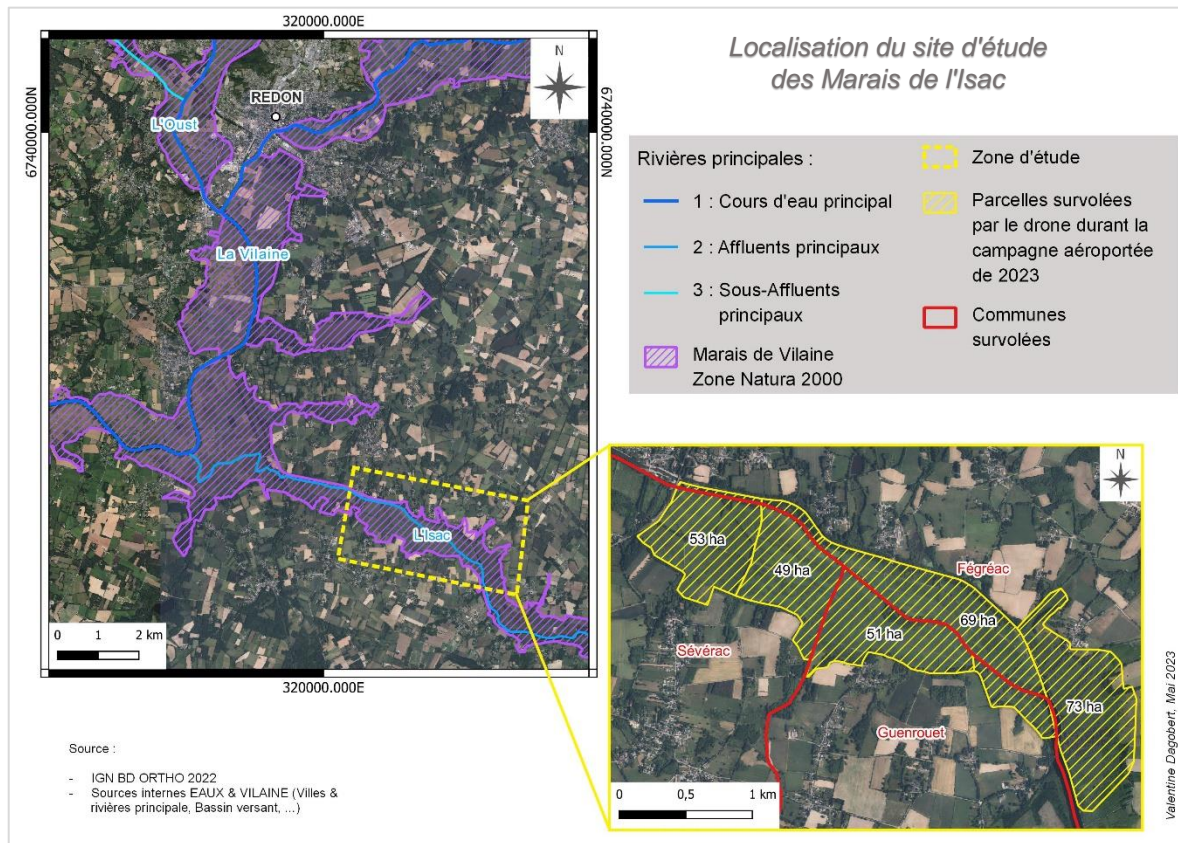 320000.000E
Localisation du site d'étude
des Marais de l'Isac
N
REDON
L'Oust
6740000.000N
6740000.000N
Rivières principales :
1 : Cours d'eau principal
2 : Affluents principaux
3 : Sous-Affluents
principaux
Marais de Vilaine
Zone Natura 2000
Zone d'étude
Parcelles survolées
par le drone durant la
campagne aéroportée
de 2023
Communes
survolées
La Vilaine
L'Isac
0 1 2 km
320000.000E
N
53 ha
49 ha
Fégréac
69 ha
51 ha
Sévérac
73 ha
Guenrouet
0 0,5 1 km
Valentine Dagobert, Mai 2023
Source :
- IGN BD ORTHO 2022
- Sources internes EAUX & VILAINE (Villes &
rivières principale, Bassin versant, ...)